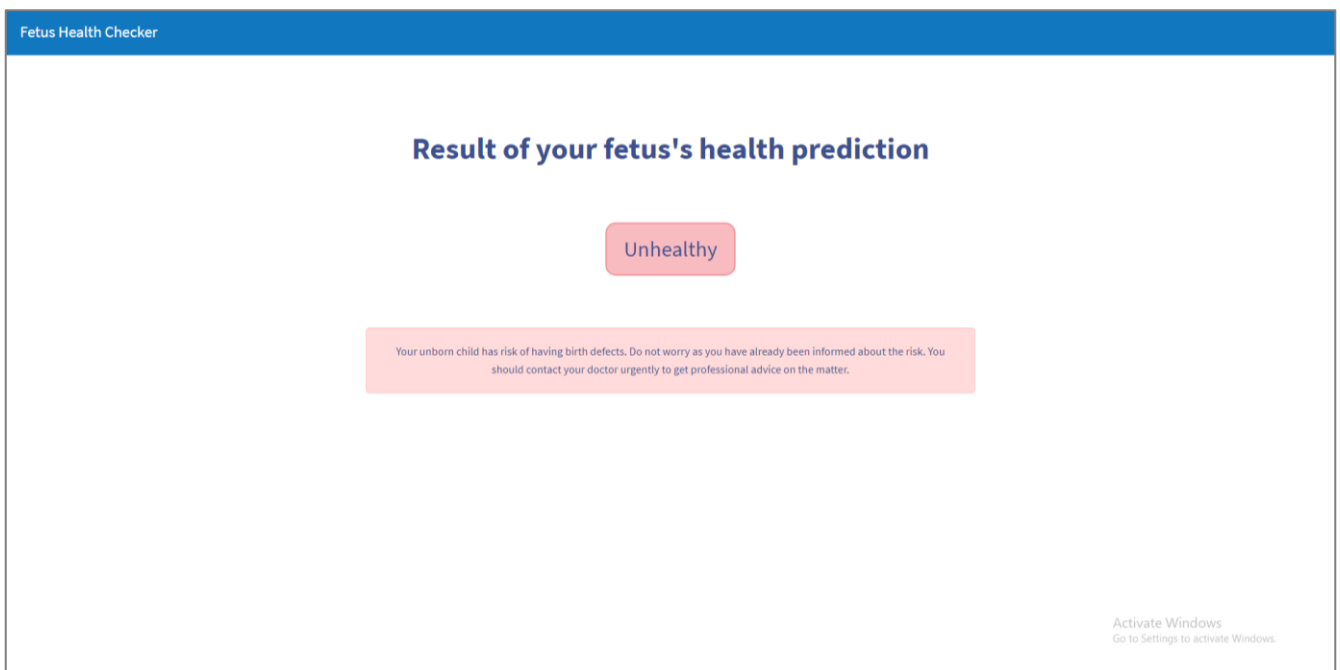 Fetus Health Checker
Result of your fetus's health prediction
Unhealthy
Your unborn child has risk of having birth defects. Do not worry as you have already been informed about the risk. You
should contact your doctor urgently to get professional advice on the matter.
Activate Windows
Go to Settings to activate Windows.